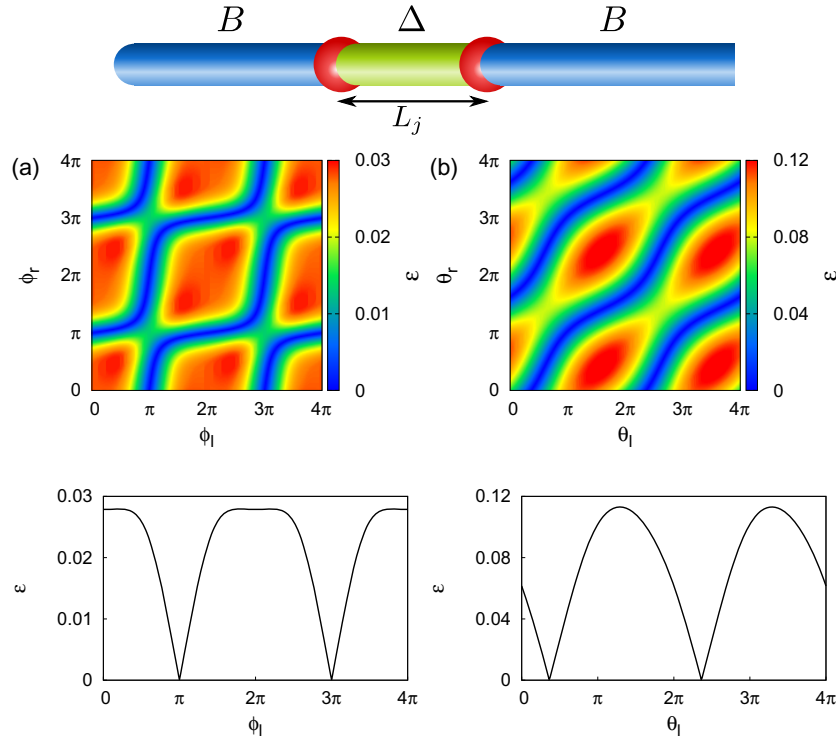 B Δ B
L_j
(a) (b)
4π 0.03 4π 0.12
3π 0.02 3π 0.08
ϕ_r 2π ε θ_r 2π ε
π 0.01 π 0.04
0 0 0 0
0 π 2π 3π 4π 0 π 2π 3π 4π
ϕ_l θ_l
0.03 0.12
0.02 0.08
ε ε
0.01 0.04
0 0
0 π 2π 3π 4π 0 π 2π 3π 4π
ϕ_l θ_l